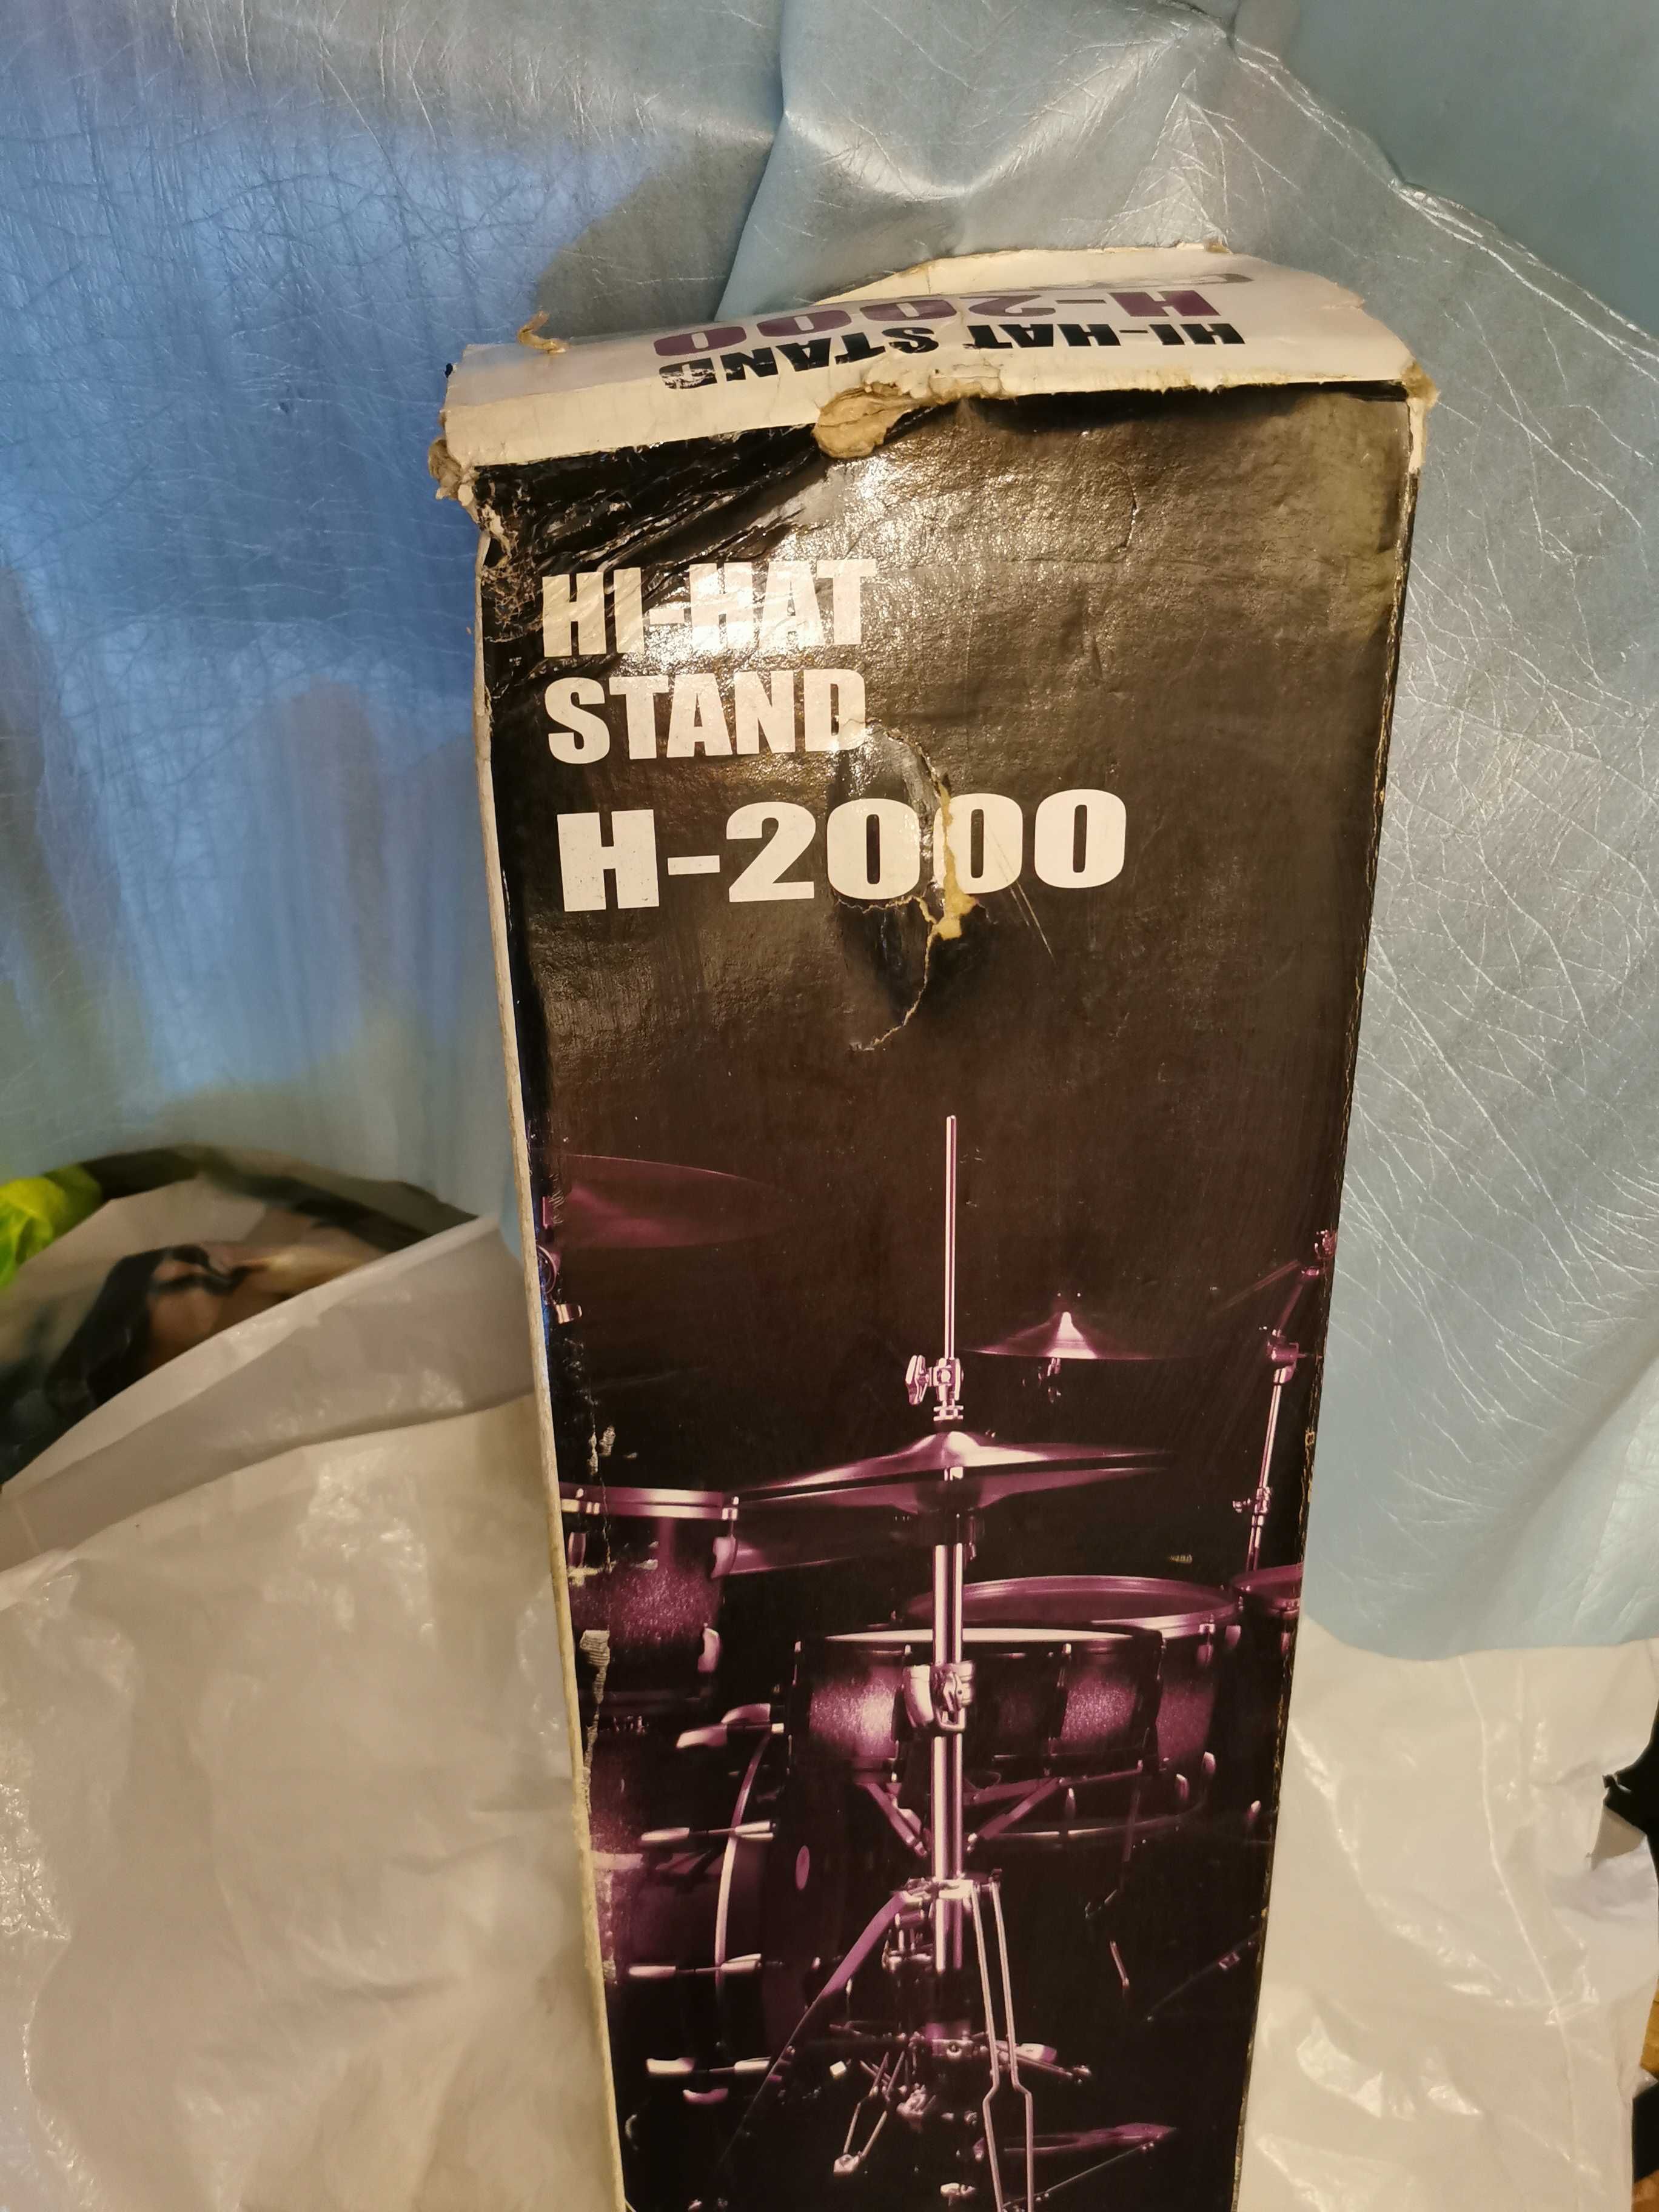 HI-HAT STAND
H-2000
HI-HAT
STAND
H-2000